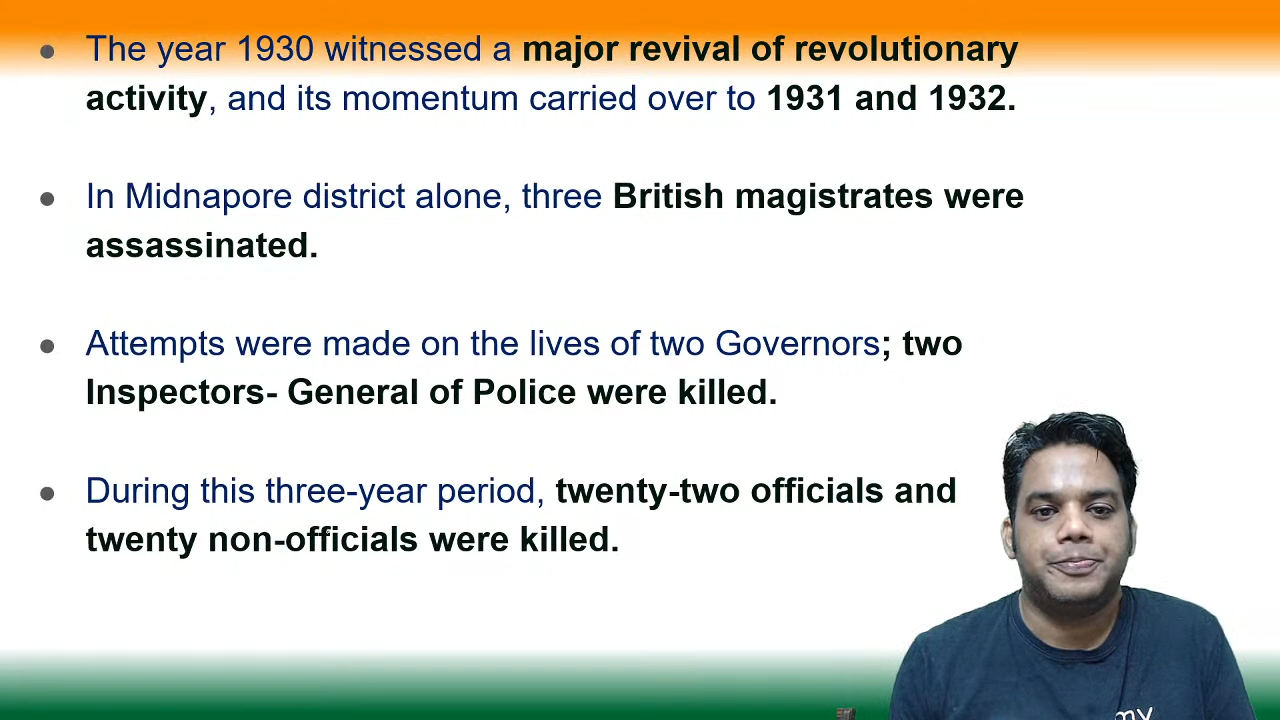 The year 1930 witnessed a major revival of revolutionary
activity, and its momentum carried over to 1931 and 1932.
In Midnapore district alone, three British magistrates were
assassinated.
Attempts were made on the lives of two Governors; two
Inspectors- General of Police were killed.
During this three-year period, twenty-two officials and
twenty non-officials were killed.